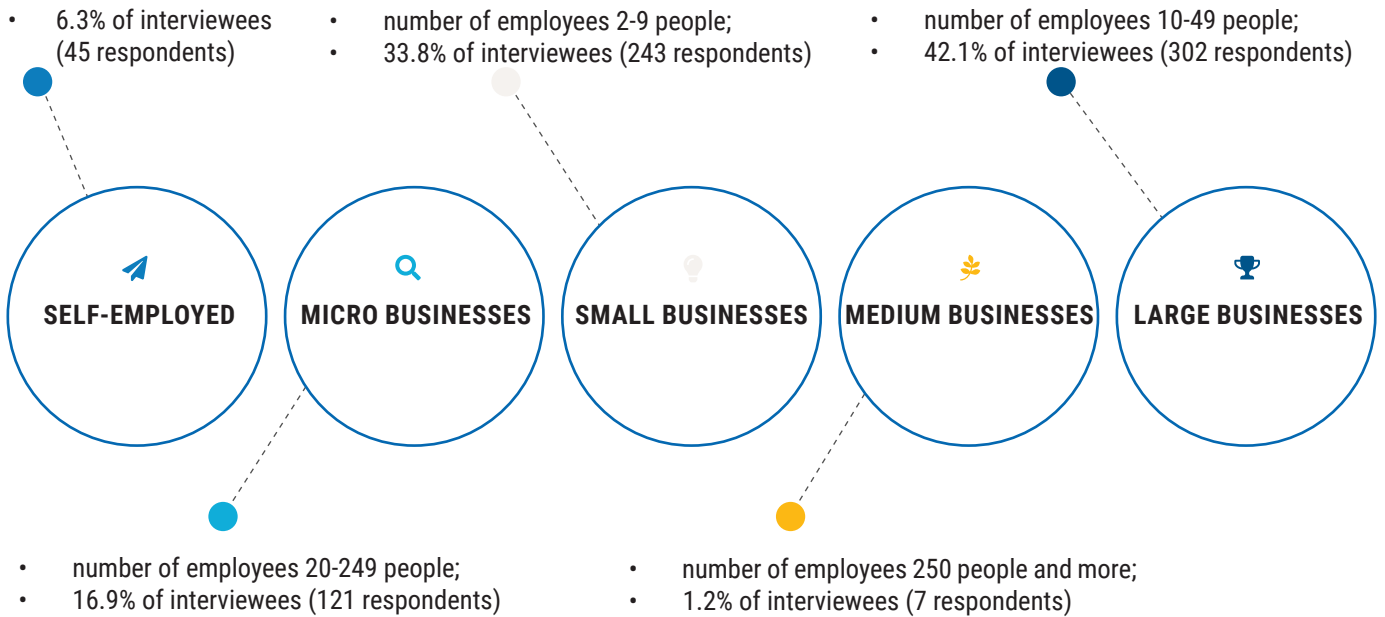 • 6.3% of interviewees
(45 respondents)
• number of employees 2-9 people;
• 33.8% of interviewees (243 respondents)
• number of employees 10-49 people;
• 42.1% of interviewees (302 respondents)
SELF-EMPLOYED
MICRO BUSINESSES
SMALL BUSINESSES
MEDIUM BUSINESSES
LARGE BUSINESSES
• number of employees 20-249 people;
• 16.9% of interviewees (121 respondents)
• number of employees 250 people and more;
• 1.2% of interviewees (7 respondents)